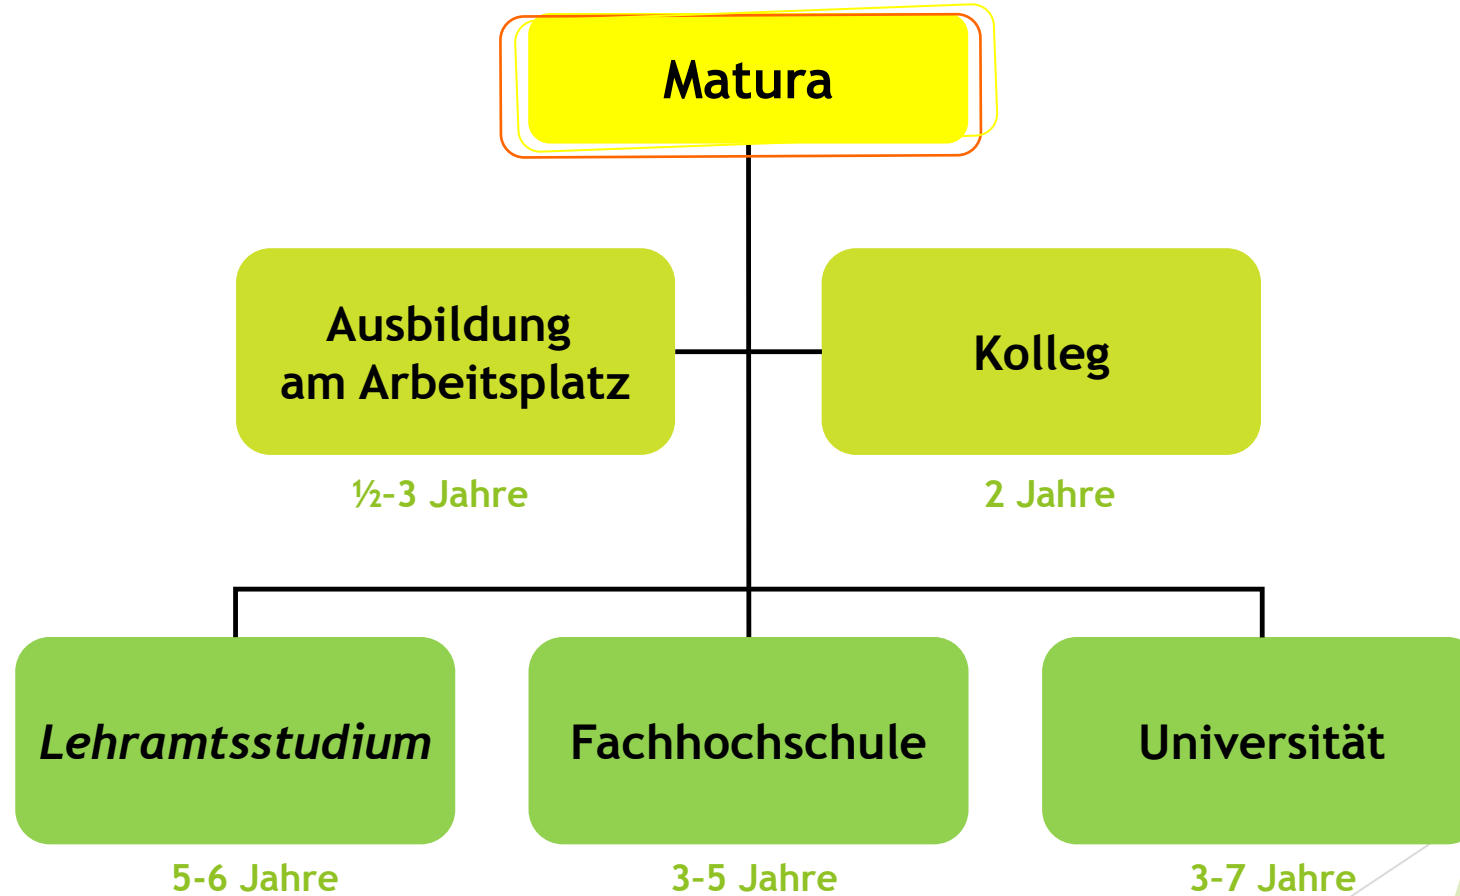 Matura
Ausbildung
am Arbeitsplatz
Kolleg
½–3 Jahre
2 Jahre
Lehramtsstudium
Fachhochschule
Universität
5-6 Jahre
3–5 Jahre
3–7 Jahre